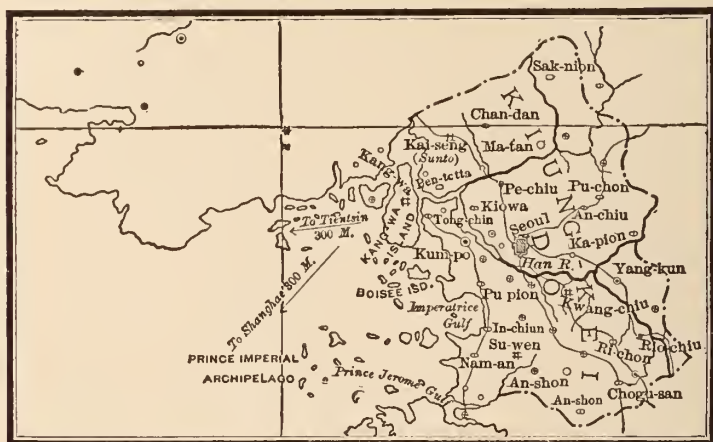 Sak-nion
Chan-dan
KIUNG
Kai-seng
(Sunto)
Ma-tan
Kang-wa
Pen-tetta
Pe-chiu
Pu-chon
Kiowa
An-chiu
Tong-chin
Seoul
KANG-WA
ISLAND
Ka-pion
To Tientsin
300 M.
Kum-po
Han R.
Yang-kun
BOISEE ISD.
Pu pion
Kwang-chiu
To Shanghae 800 M.
Imperatrice
Gulf
In-chiun
PRINCE IMPERIAL
ARCHIPELAGO
Su-wen
Ri-chon
Rio-chiu
Prince Jerome Gulf
Nam-an
An-shon
An-shon
Chogu-san